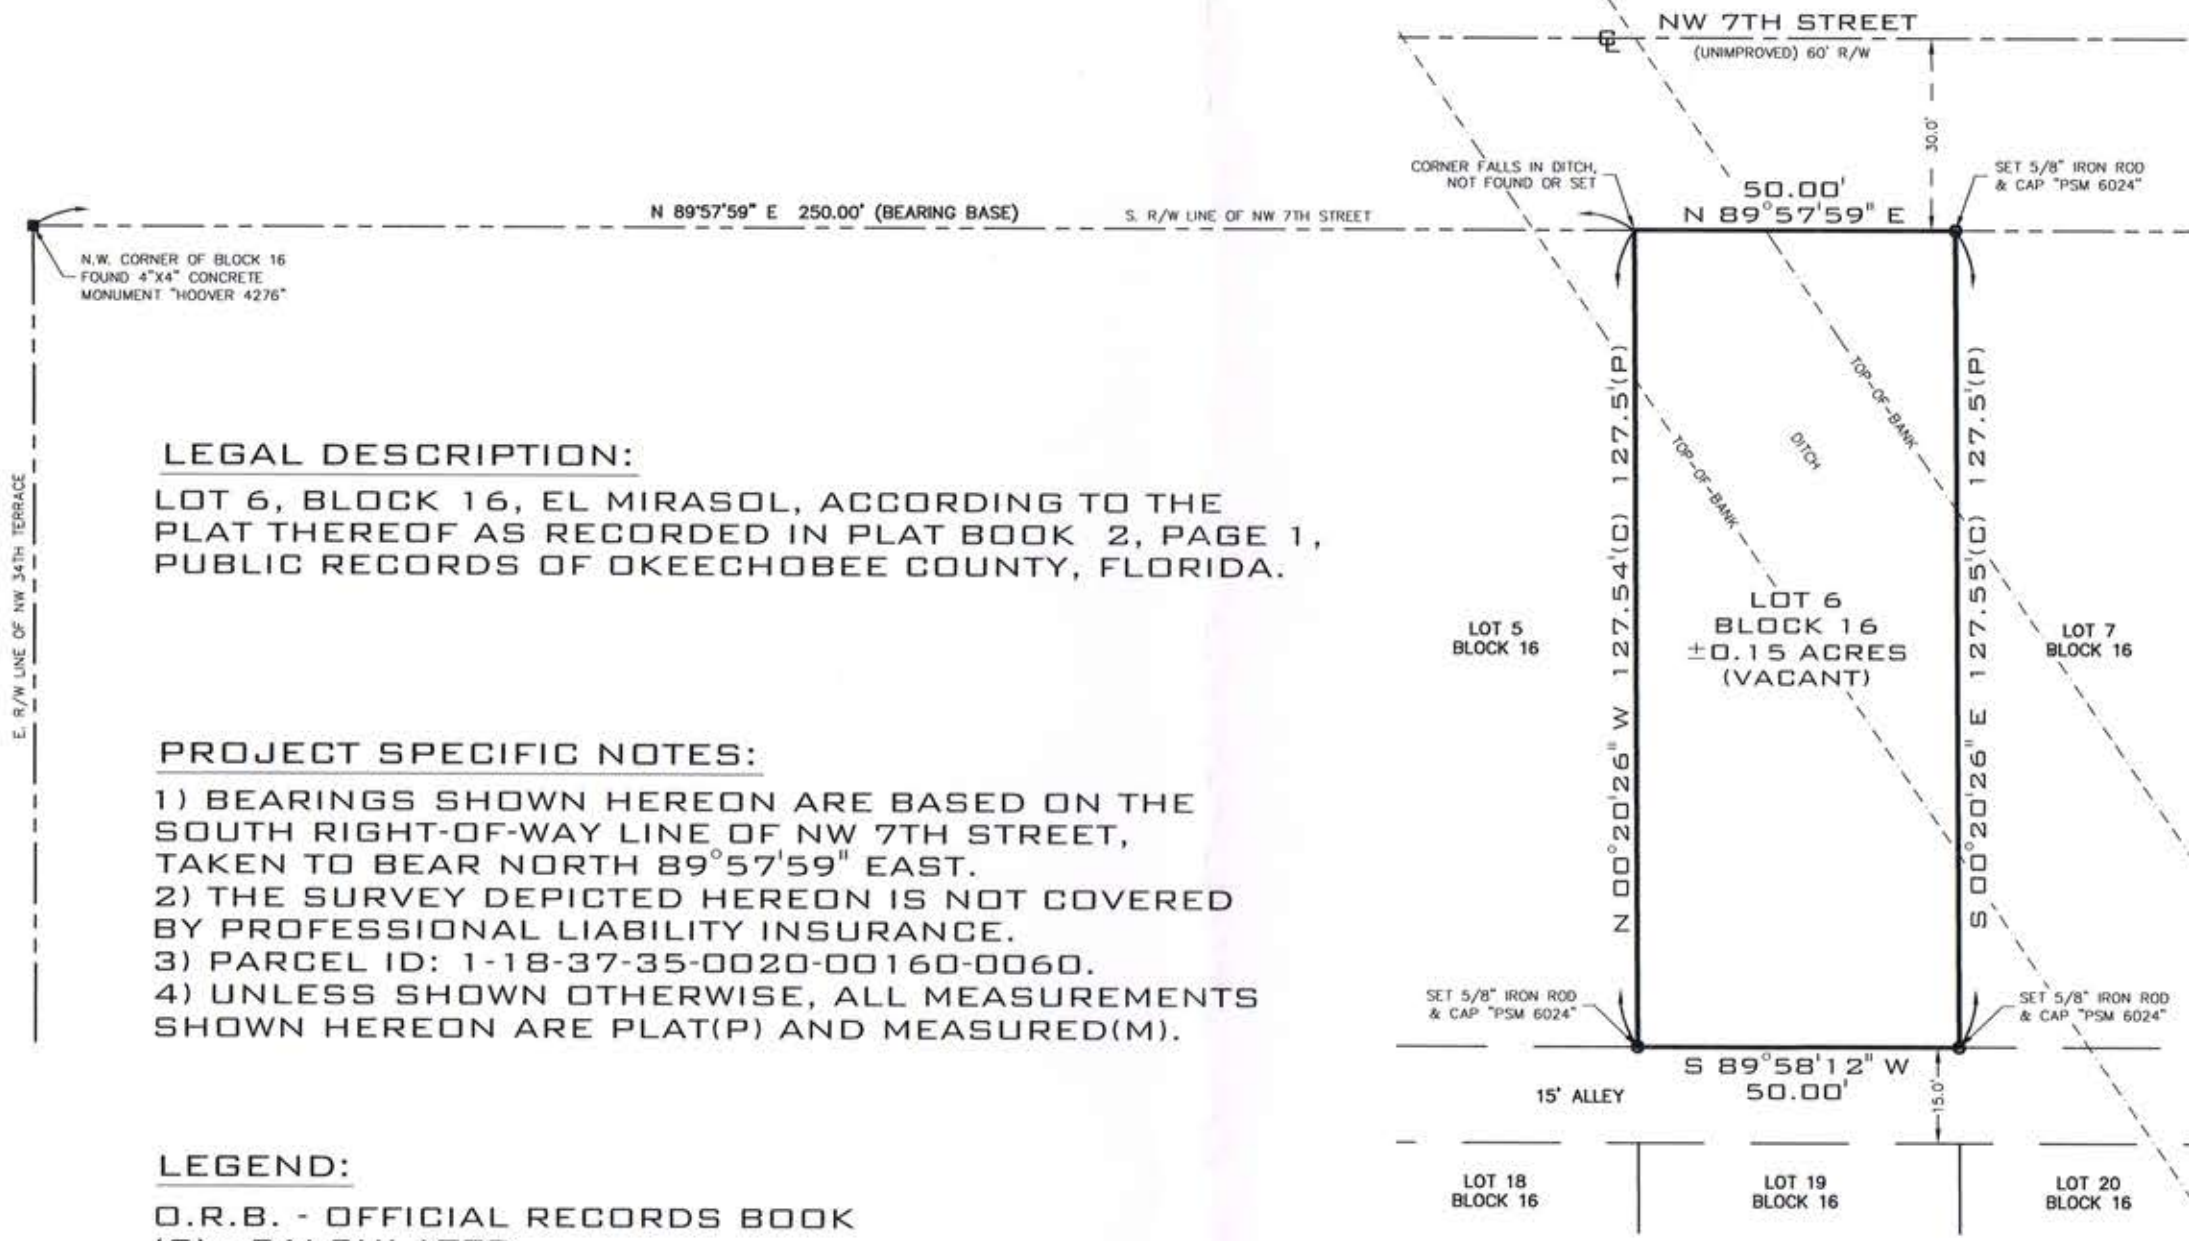 NW 7TH STREET
(UNIMPROVED) 60' R/W
30.0'
CORNER FALLS IN DITCH,
NOT FOUND OR SET
SET 5/8" IRON ROD
& CAP "PSM 6024"
50.00'
N 89°57'59" E
N 89°57'59" E 250.00' (BEARING BASE)
S. R/W LINE OF NW 7TH STREET
N.W. CORNER OF BLOCK 16
FOUND 4"X4" CONCRETE
MONUMENT "HOOVER 4276"
E. R/W LINE OF NW 34TH TERRACE
LEGAL DESCRIPTION:
LOT 6, BLOCK 16, EL MIRASOL, ACCORDING TO THE
PLAT THEREOF AS RECORDED IN PLAT BOOK 2, PAGE 1,
PUBLIC RECORDS OF OKEECHOBEE COUNTY, FLORIDA.
PROJECT SPECIFIC NOTES:
1) BEARINGS SHOWN HEREON ARE BASED ON THE
SOUTH RIGHT-OF-WAY LINE OF NW 7TH STREET,
TAKEN TO BEAR NORTH 89°57'59" EAST.
2) THE SURVEY DEPICTED HEREON IS NOT COVERED
BY PROFESSIONAL LIABILITY INSURANCE.
3) PARCEL ID: 1-18-37-35-0020-00160-0060.
4) UNLESS SHOWN OTHERWISE, ALL MEASUREMENTS
SHOWN HEREON ARE PLAT(P) AND MEASURED(M).
LEGEND:
O.R.B. - OFFICIAL RECORDS BOOK
N 00°20'26" W 127.54'(C) 127.5'(P)
TOP-OF-BANK
DITCH
TOP-OF-BANK
S 00°20'26" E 127.55'(C) 127.5'(P)
LOT 5
BLOCK 16
LOT 6
BLOCK 16
±0.15 ACRES
(VACANT)
LOT 7
BLOCK 16
SET 5/8" IRON ROD
& CAP "PSM 6024"
SET 5/8" IRON ROD
& CAP "PSM 6024"
S 89°58'12" W
50.00'
15' ALLEY
15.0'
LOT 18
BLOCK 16
LOT 19
BLOCK 16
LOT 20
BLOCK 16